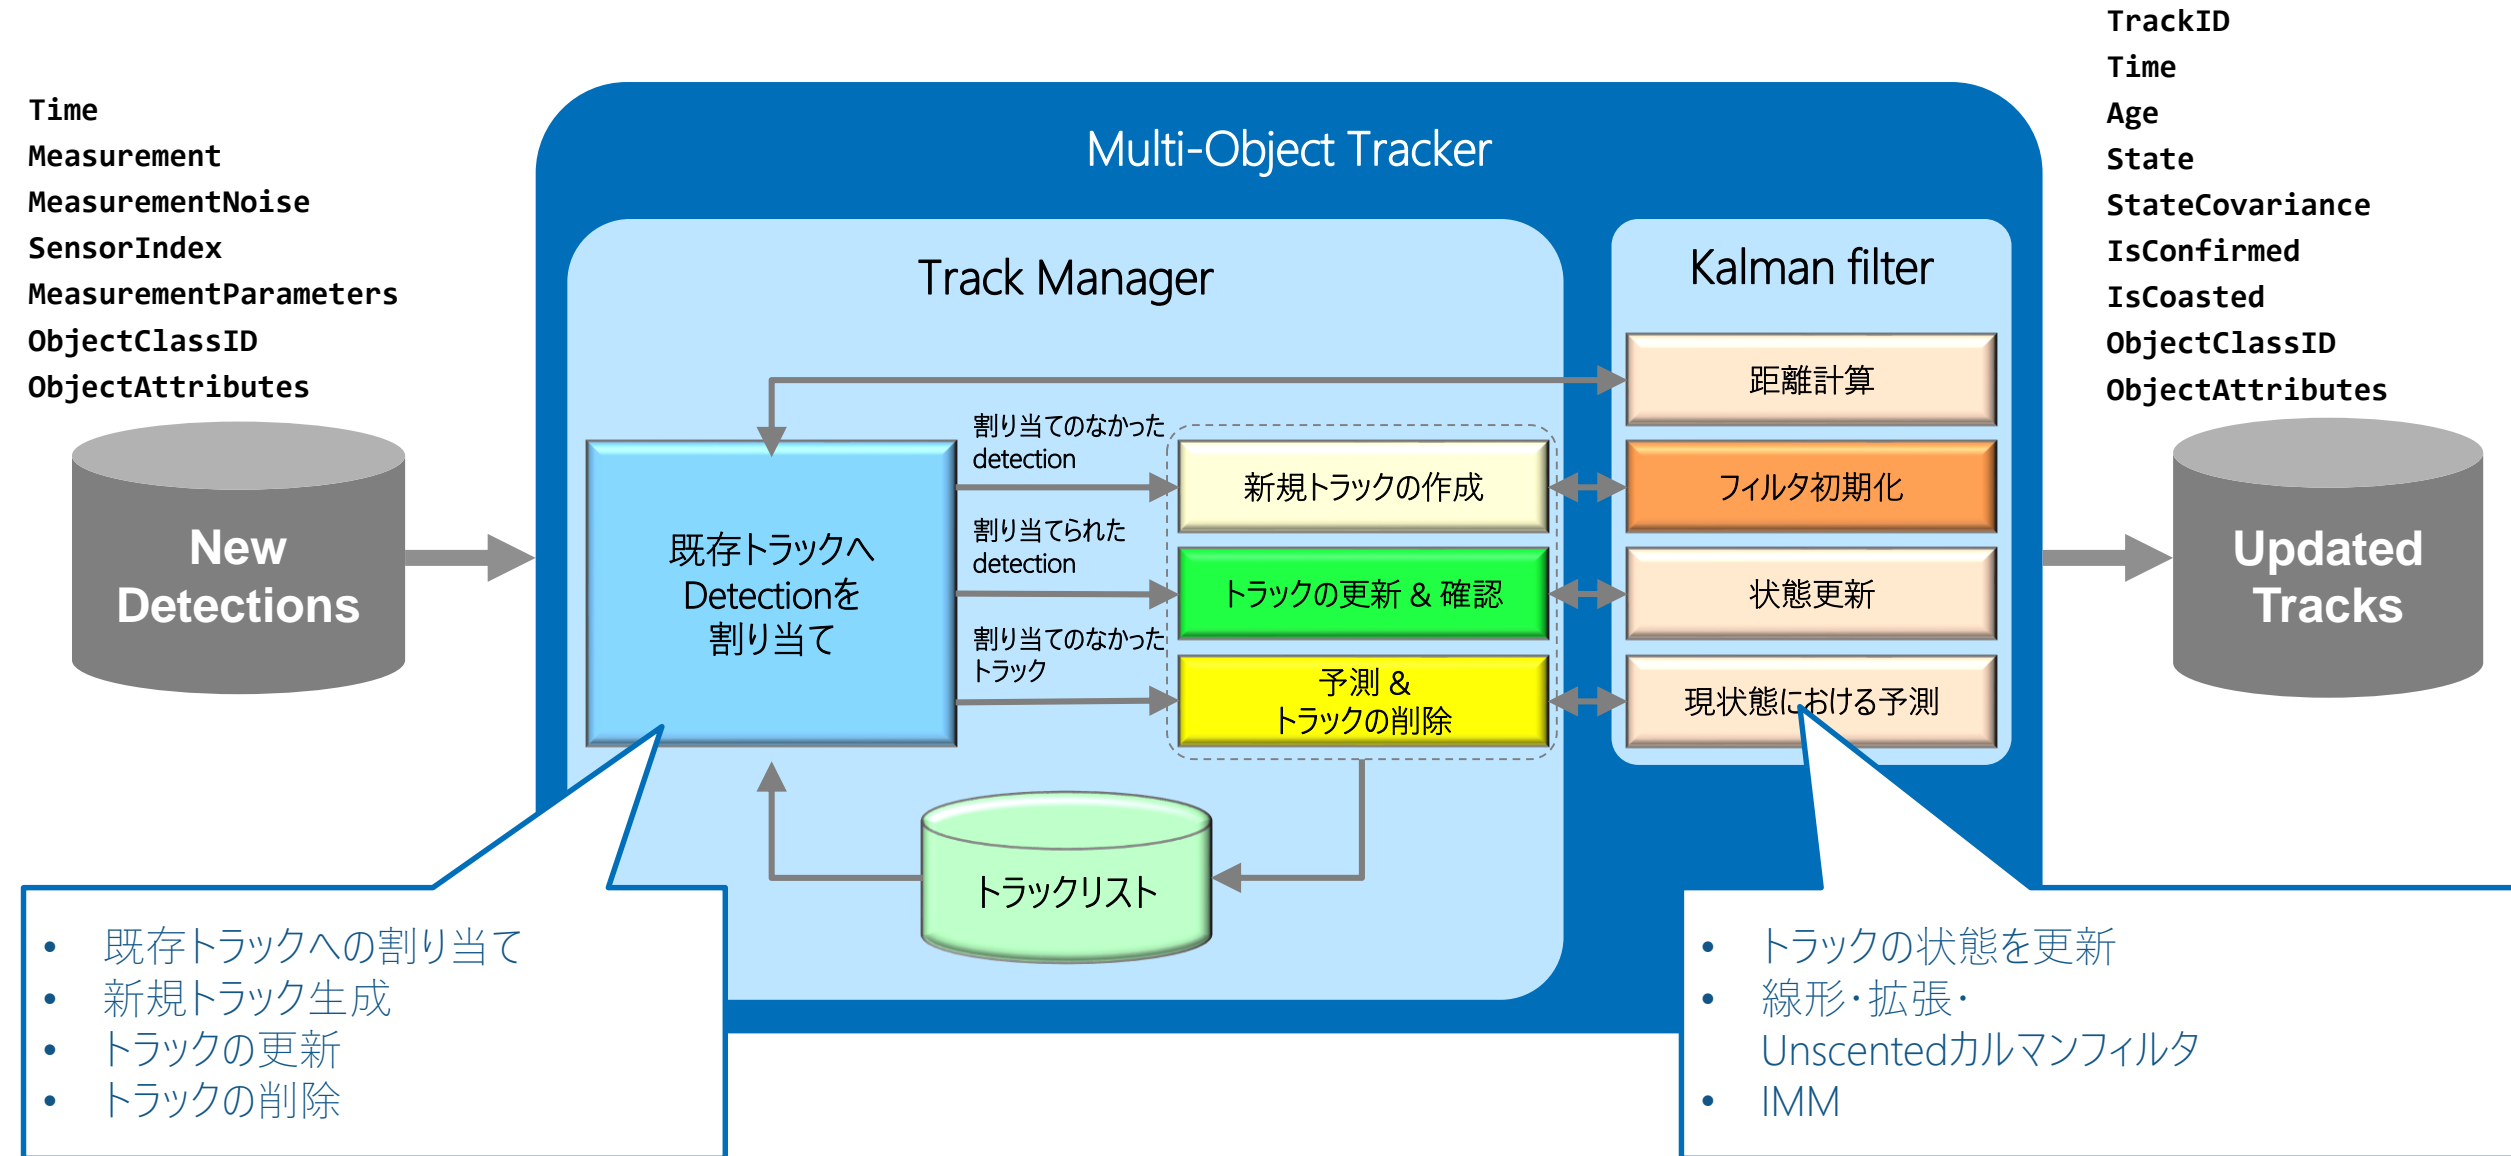 Time
Measurement
MeasurementNoise
SensorIndex
MeasurementParameters
ObjectClassID
ObjectAttributes
New
Detections
Multi-Object Tracker
Track Manager
既存トラックへ
Detectionを
割り当て
割り当てのなかった
detection
割り当てられた
detection
割り当てのなかった
トラック
新規トラックの作成
トラックの更新 & 確認
予測 &
トラックの削除
トラックリスト
Kalman filter
距離計算
フィルタ初期化
状態更新
現状態における予測
TrackID
Time
Age
State
StateCovariance
IsConfirmed
IsCoasted
ObjectClassID
ObjectAttributes
Updated
Tracks
• 既存トラックへの割り当て
• 新規トラック生成
• トラックの更新
• トラックの削除
• トラックの状態を更新
• 線形・拡張・
Unscentedカルマンフィルタ
• IMM